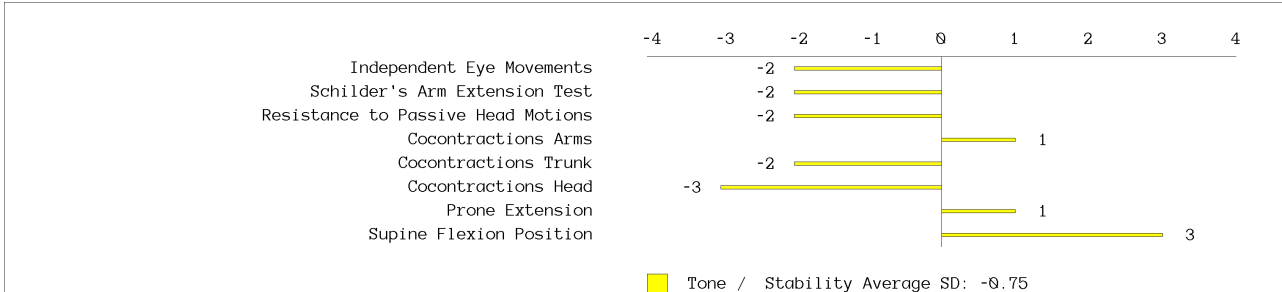 -4 -3 -2 -1 0 1 2 3 4
Independent Eye Movements -2
Schilder's Arm Extension Test -2
Resistance to Passive Head Motions -2
Cocontractions Arms 1
Cocontractions Trunk -2
Cocontractions Head -3
Prone Extension 1
Supine Flexion Position 3
Tone / Stability Average SD: -0.75